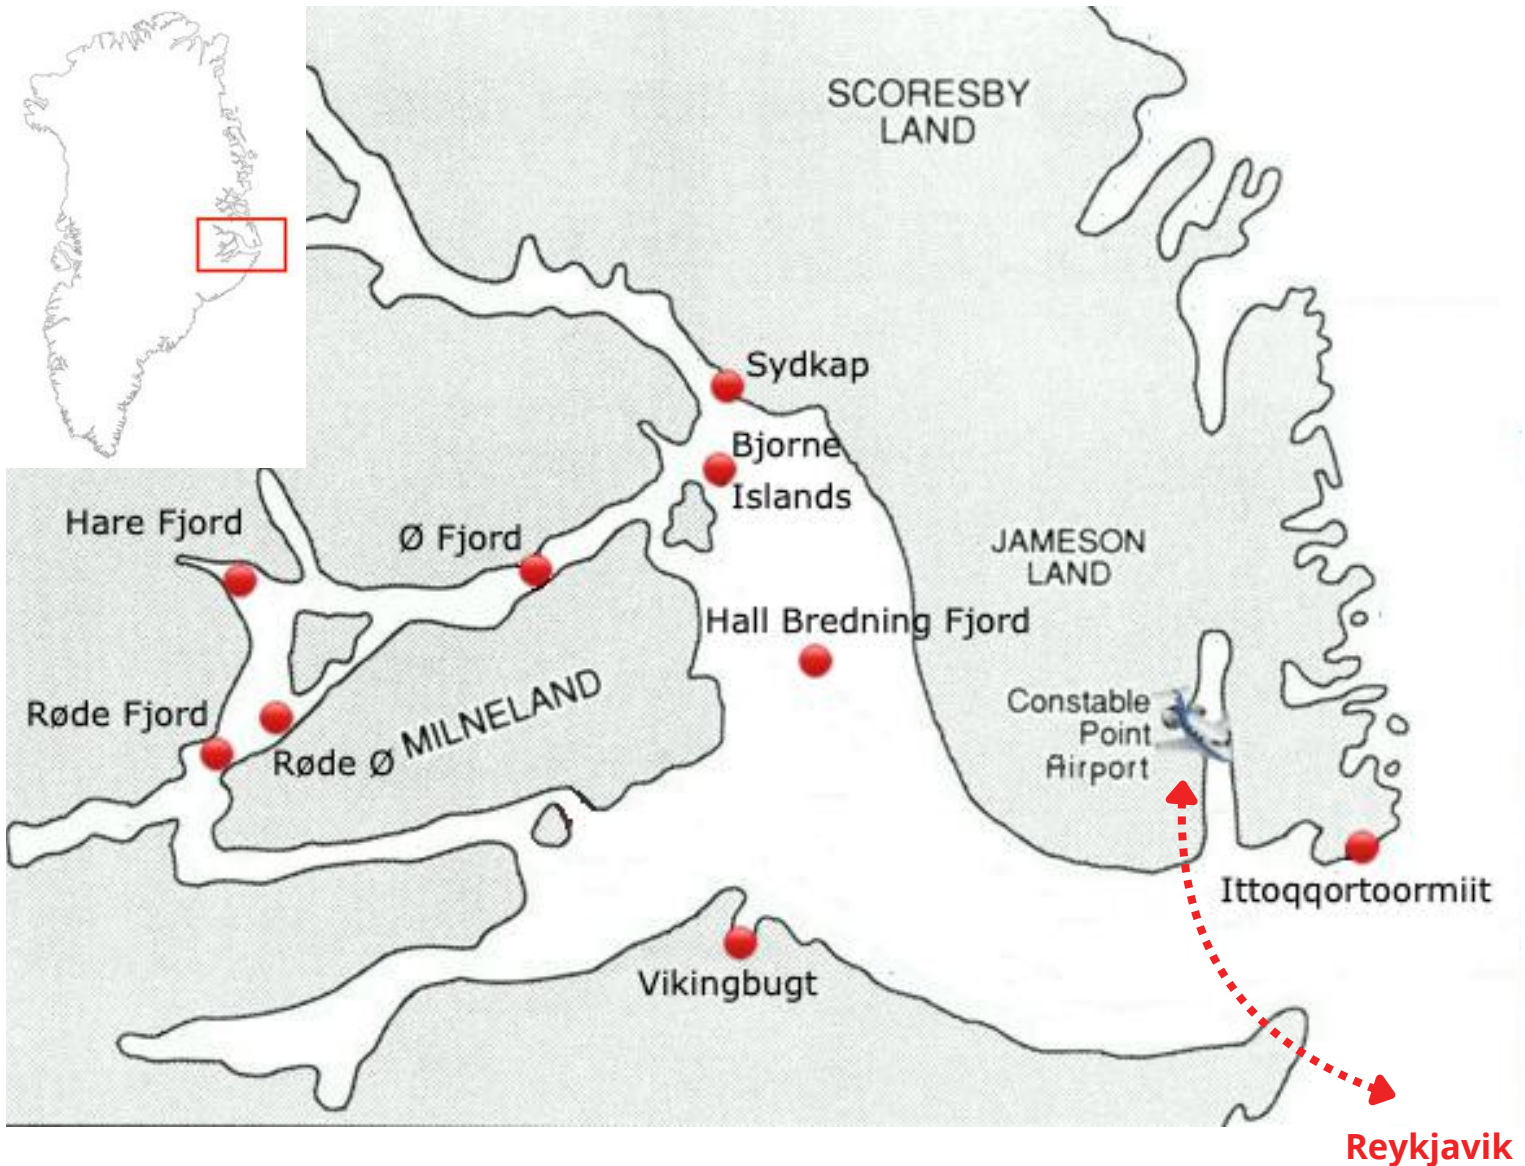 SCORESBY
LAND
Sydkap
Bjorne
Islands
Hare Fjord
Ø Fjord
JAMESON
LAND
Hall Bredning Fjord
Røde Fjord
MILNELAND
Røde Ø
Constable
Point
Airport
Ittoqqortoormiit
Vikingbugt
Reykjavik